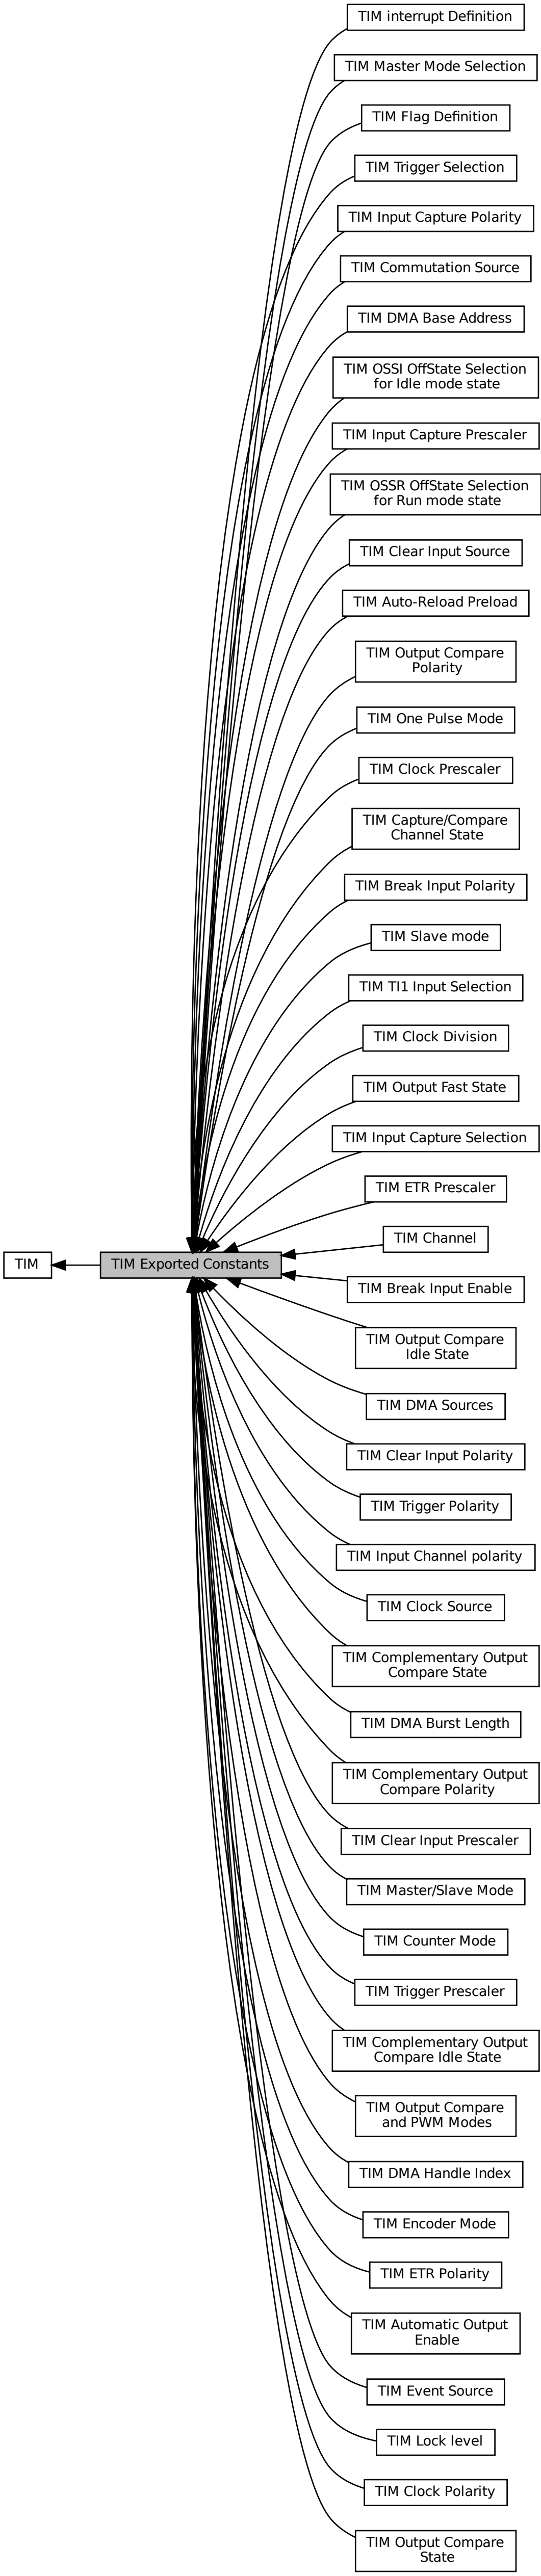 TIM interrupt Definition
TIM Master Mode Selection
TIM Flag Definition
TIM Trigger Selection
TIM Input Capture Polarity
TIM Commutation Source
TIM DMA Base Address
TIM OSSI OffState Selection
for Idle mode state
TIM Input Capture Prescaler
TIM OSSR OffState Selection
for Run mode state
TIM Clear Input Source
TIM Auto-Reload Preload
TIM Output Compare
Polarity
TIM One Pulse Mode
TIM Clock Prescaler
TIM Capture/Compare
Channel State
TIM Break Input Polarity
TIM Slave mode
TIM TI1 Input Selection
TIM Clock Division
TIM Output Fast State
TIM Input Capture Selection
TIM ETR Prescaler
TIM Channel
TIM
TIM Exported Constants
TIM Break Input Enable
TIM Output Compare
Idle State
TIM DMA Sources
TIM Clear Input Polarity
TIM Trigger Polarity
TIM Input Channel polarity
TIM Clock Source
TIM Complementary Output
Compare State
TIM DMA Burst Length
TIM Complementary Output
Compare Polarity
TIM Clear Input Prescaler
TIM Master/Slave Mode
TIM Counter Mode
TIM Trigger Prescaler
TIM Complementary Output
Compare Idle State
TIM Output Compare
and PWM Modes
TIM DMA Handle Index
TIM Encoder Mode
TIM ETR Polarity
TIM Automatic Output
Enable
TIM Event Source
TIM Lock level
TIM Clock Polarity
TIM Output Compare
State